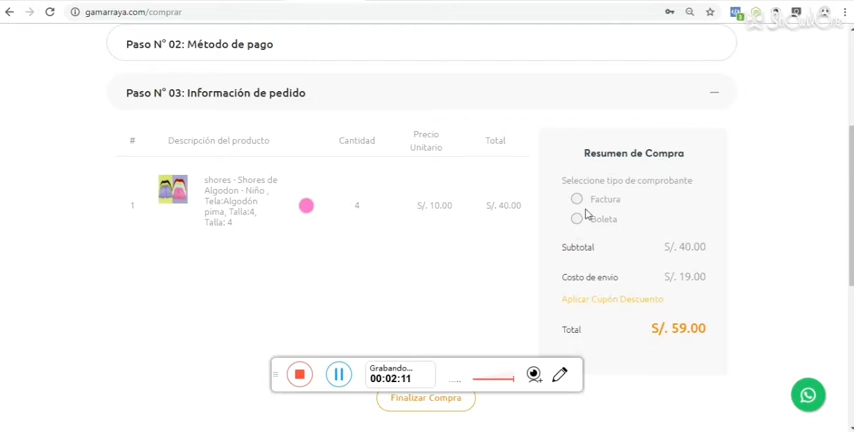 gamarraya.com/comprar
Paso N° 02: Método de pago
Paso N° 03: Información de pedido
# Descripción del producto Cantidad Precio Unitario Total
1
shores - Shores de
Algodon - Niño ,
Tela:Algodón
pima, Talla:4,
Talla: 4
4
S/. 10.00
S/. 40.00
Resumen de Compra
Seleccione tipo de comprobante
Factura
Boleta
Subtotal S/. 40.00
Costo de envio S/. 19.00
Aplicar Cupón Descuento
Total S/. 59.00
Grabando...
00:02:11
Finalizar Compra